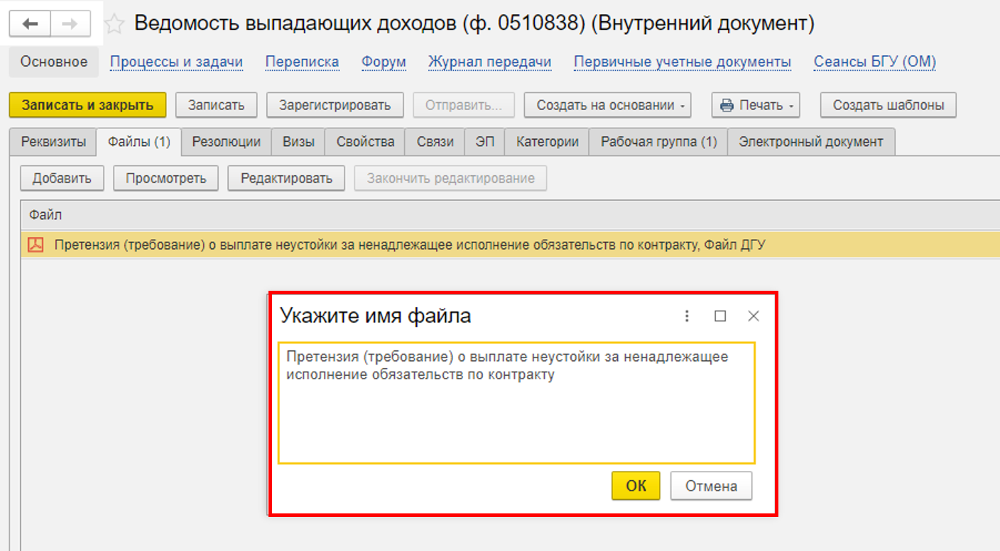 Ведомость выпадающих доходов (ф. 0510838) (Внутренний документ)
Основное Процессы и задачи Переписка Форум Журнал передачи Первичные учетные документы Сеансы БГУ (ОМ)
Записать и закрыть Записать Зарегистрировать Отправить... Создать на основании Печать Создать шаблоны
Реквизиты Файлы (1) Резолюции Визы Свойства Связи ЭП Категории Рабочая группа (1) Электронный документ
Добавить Просмотреть Редактировать Закончить редактирование
Файл
Претензия (требование) о выплате неустойки за ненадлежащее исполнение обязательств по контракту, Файл ДГУ
Укажите имя файла
Претензия (требование) о выплате неустойки за ненадлежащее
исполнение обязательств по контракту
ОК Отмена